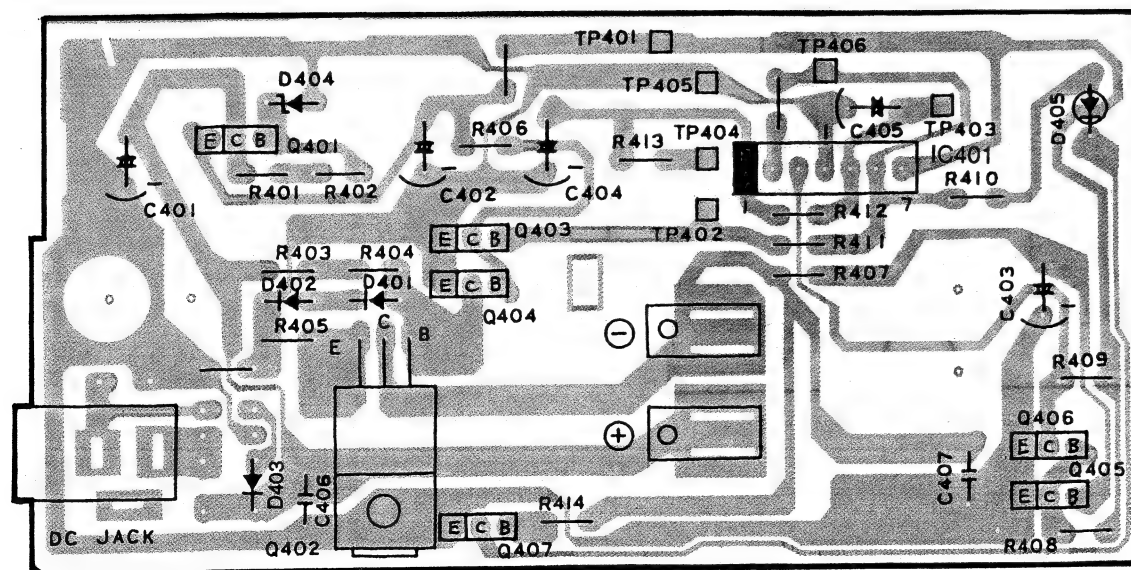 TP401
TP406
D404
TP405
D405
E C B
Q401
R406
R413
TP404
C405
TP403
IC401
R401
R402
C402
C404
R410
C401
1
7
R412
TP402
Q403
E C B
R411
R403
R404
D402
D401
E C B
Q404
R407
C403
R405
E
C
B
−
R409
+
Q406
E C B
Q405
E C B
D403
C406
C407
R414
DC JACK
Q402
E C B
Q407
R408